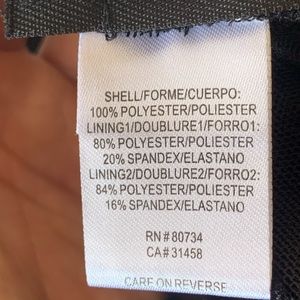 SHELL/FORME/CUERPO:
100% POLYESTER/POLIESTER
LINING1/DOUBLURE1/FORRO1:
80% POLYESTER/POLIESTER
20% SPANDEX/ELASTANO
LINING2/DOUBLURE2/FORRO2:
84% POLYESTER/POLIESTER
16% SPANDEX/ELASTANO
RN # 80734
CA # 31458
CARE ON REVERSE